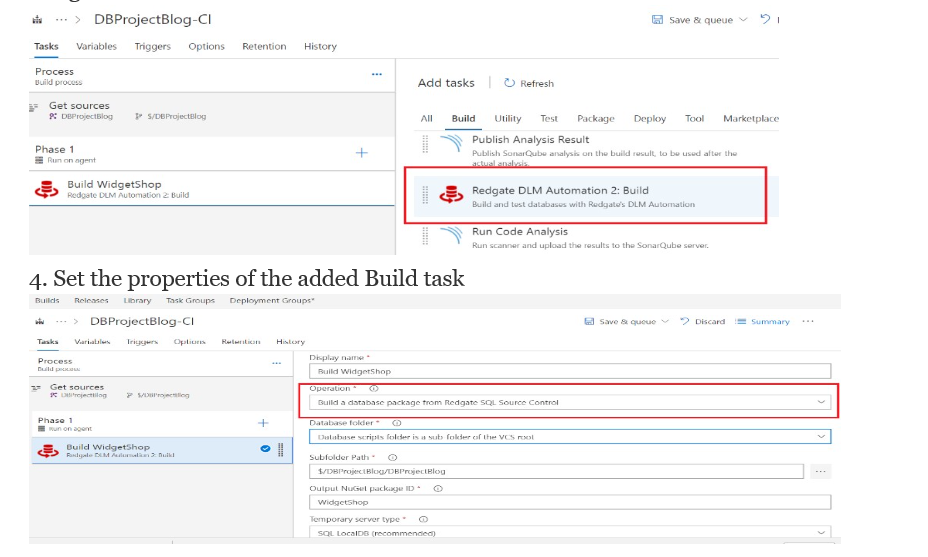 DBProjectBlog-CI
Save & queue
Tasks Variables Triggers Options Retention History
Process
Build process
Get sources
DBProjectBlog $/DBProjectBlog
Phase 1
Run on agent
Build WidgetShop
Redgate DLM Automation 2: Build
Add tasks | Refresh
All Build Utility Test Package Deploy Tool Marketplace
Publish Analysis Result
Publish SonarQube analysis on the build result, to be used after the
actual analysis.
Redgate DLM Automation 2: Build
Build and test databases with Redgate's DLM Automation
Run Code Analysis
Run scanner and upload the results to the SonarQube server.
4. Set the properties of the added Build task
Builds Releases Library Task Groups Deployment Groups*
DBProjectBlog-CI
Save & queue Discard Summary ...
Tasks Variables Triggers Options Retention History
Process
Build process
Get sources
DBProjectBlog $/DBProjectBlog
Phase 1
Run on agent
Build WidgetShop
Redgate DLM Automation 2: Build
Display name *
Build WidgetShop
Operation *
Build a database package from Redgate SQL Source Control
Database folder *
Database scripts folder is a sub-folder of the VCS root
Subfolder Path *
$/DBProjectBlog/DBProjectBlog
Output NuGet package ID *
WidgetShop
Temporary server type *
SQL LocalDB (recommended)